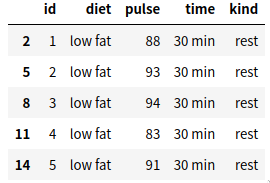 id diet pulse time kind
2 1 low fat 88 30 min rest
5 2 low fat 93 30 min rest
8 3 low fat 94 30 min rest
11 4 low fat 83 30 min rest
14 5 low fat 91 30 min rest